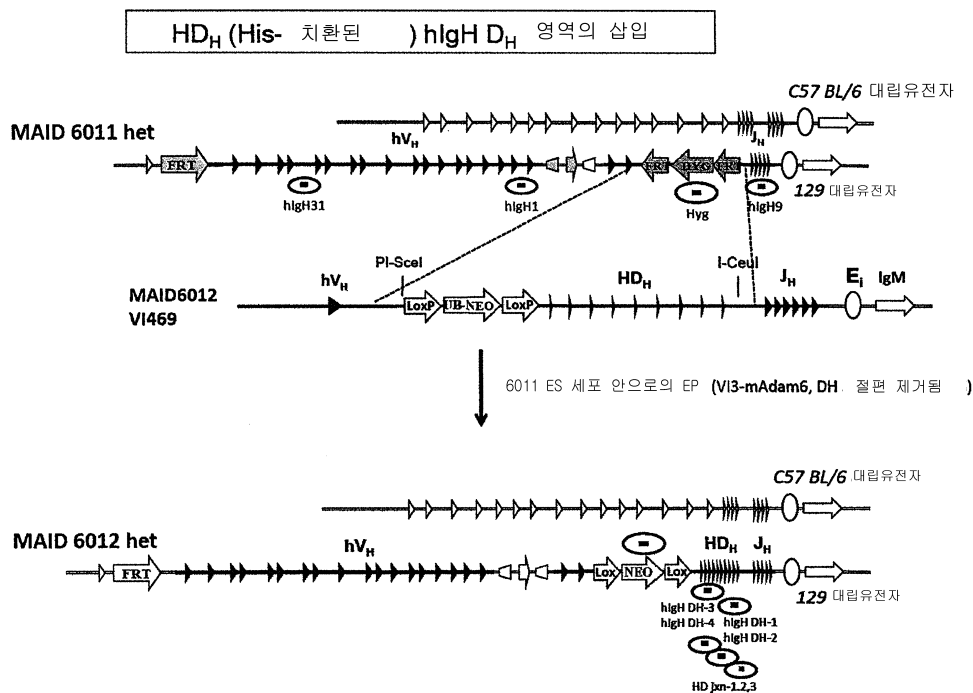 HDH (His- 치환된 ) hIgH DH 영역의 삽입
C57 BL/6 대립유전자
MAID 6011 het
hVH
JH
FRT
hIgH31
hIgH1
Hyg
hIgH9
129 대립유전자
PI-SceI
I-CeuI
hVH
HDH
JH
Ei
IgM
MAID6012
VI469
LoxP
UB-NEO
LoxP
6011 ES 세포 안으로의 EP (VI3-mAdam6, DH 절편 제거됨 )
C57 BL/6 대립유전자
MAID 6012 het
hVH
HDH
JH
FRT
Lox
NEO
Lox
129 대립유전자
hIgH DH-3
hIgH DH-4
hIgH DH-1
hIgH DH-2
HD jxn-1,2,3